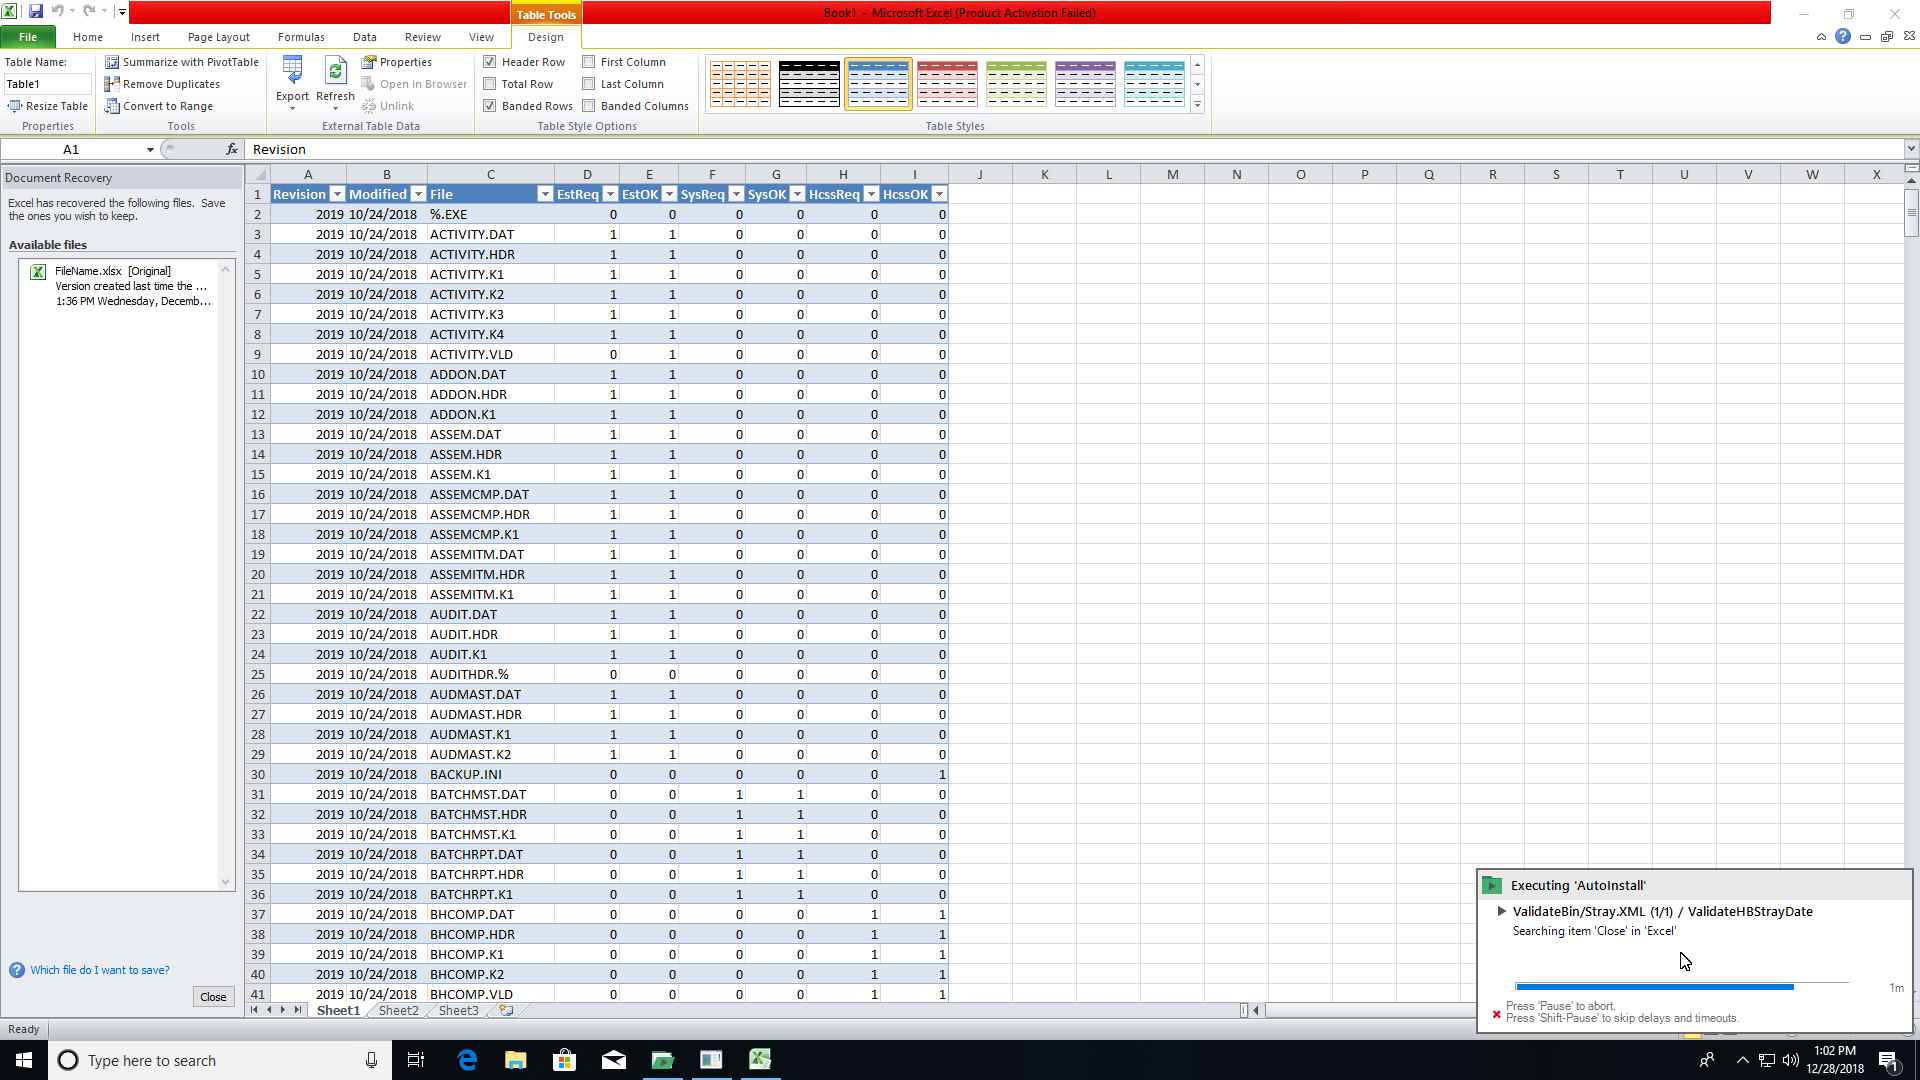 Book1 - Microsoft Excel (Product Activation Failed)
Table Tools
File Home Insert Page Layout Formulas Data Review View Design
Table Name:
Table1
Resize Table
Properties
Summarize with PivotTable
Remove Duplicates
Convert to Range
Tools
Export Refresh
Properties
Open in Browser
Unlink
External Table Data
Header Row First Column
Total Row Last Column
Banded Rows Banded Columns
Table Style Options
Table Styles
A1 fx Revision
Document Recovery
Excel has recovered the following files. Save
the ones you wish to keep.
Available files
FileName.xlsx [Original]
Version created last time the ...
1:36 PM Wednesday, Decemb...
Which file do I want to save?
Close
A B C D E F G H I J K L M N O P Q R S T U V W X
1 Revision Modified File EstReq EstOK SysReq SysOK HcssReq HcssOK
2 2019 10/24/2018 %.EXE 0 0 0 0 0 0
3 2019 10/24/2018 ACTIVITY.DAT 1 1 0 0 0 0
4 2019 10/24/2018 ACTIVITY.HDR 1 1 0 0 0 0
5 2019 10/24/2018 ACTIVITY.K1 1 1 0 0 0 0
6 2019 10/24/2018 ACTIVITY.K2 1 1 0 0 0 0
7 2019 10/24/2018 ACTIVITY.K3 1 1 0 0 0 0
8 2019 10/24/2018 ACTIVITY.K4 1 1 0 0 0 0
9 2019 10/24/2018 ACTIVITY.VLD 0 1 0 0 0 0
10 2019 10/24/2018 ADDON.DAT 1 1 0 0 0 0
11 2019 10/24/2018 ADDON.HDR 1 1 0 0 0 0
12 2019 10/24/2018 ADDON.K1 1 1 0 0 0 0
13 2019 10/24/2018 ASSEM.DAT 1 1 0 0 0 0
14 2019 10/24/2018 ASSEM.HDR 1 1 0 0 0 0
15 2019 10/24/2018 ASSEM.K1 1 1 0 0 0 0
16 2019 10/24/2018 ASSEMCMP.DAT 1 1 0 0 0 0
17 2019 10/24/2018 ASSEMCMP.HDR 1 1 0 0 0 0
18 2019 10/24/2018 ASSEMCMP.K1 1 1 0 0 0 0
19 2019 10/24/2018 ASSEMITM.DAT 1 1 0 0 0 0
20 2019 10/24/2018 ASSEMITM.HDR 1 1 0 0 0 0
21 2019 10/24/2018 ASSEMITM.K1 1 1 0 0 0 0
22 2019 10/24/2018 AUDIT.DAT 1 1 0 0 0 0
23 2019 10/24/2018 AUDIT.HDR 1 1 0 0 0 0
24 2019 10/24/2018 AUDIT.K1 1 1 0 0 0 0
25 2019 10/24/2018 AUDITHDR.% 0 0 0 0 0 0
26 2019 10/24/2018 AUDMAST.DAT 1 1 0 0 0 0
27 2019 10/24/2018 AUDMAST.HDR 1 1 0 0 0 0
28 2019 10/24/2018 AUDMAST.K1 1 1 0 0 0 0
29 2019 10/24/2018 AUDMAST.K2 1 1 0 0 0 0
30 2019 10/24/2018 BACKUP.INI 0 0 0 0 0 1
31 2019 10/24/2018 BATCHMST.DAT 0 0 1 1 0 0
32 2019 10/24/2018 BATCHMST.HDR 0 0 1 1 0 0
33 2019 10/24/2018 BATCHMST.K1 0 0 1 1 0 0
34 2019 10/24/2018 BATCHRPT.DAT 0 0 1 1 0 0
35 2019 10/24/2018 BATCHRPT.HDR 0 0 1 1 0 0
36 2019 10/24/2018 BATCHRPT.K1 0 0 1 1 0 0
37 2019 10/24/2018 BHCOMP.DAT 0 0 0 0 1 1
38 2019 10/24/2018 BHCOMP.HDR 0 0 0 0 1 1
39 2019 10/24/2018 BHCOMP.K1 0 0 0 0 1 1
40 2019 10/24/2018 BHCOMP.K2 0 0 0 0 1 1
41 2019 10/24/2018 BHCOMP.VLD 0 0 0 0 1 1
Sheet1 Sheet2 Sheet3
Ready
Executing 'AutoInstall'
ValidateBin/Stray.XML (1/1) / ValidateHBStrayDate
Searching item 'Close' in 'Excel'
1m
Press 'Pause' to abort.
Press 'Shift-Pause' to skip delays and timeouts.
Type here to search
1:02 PM
12/28/2018
1